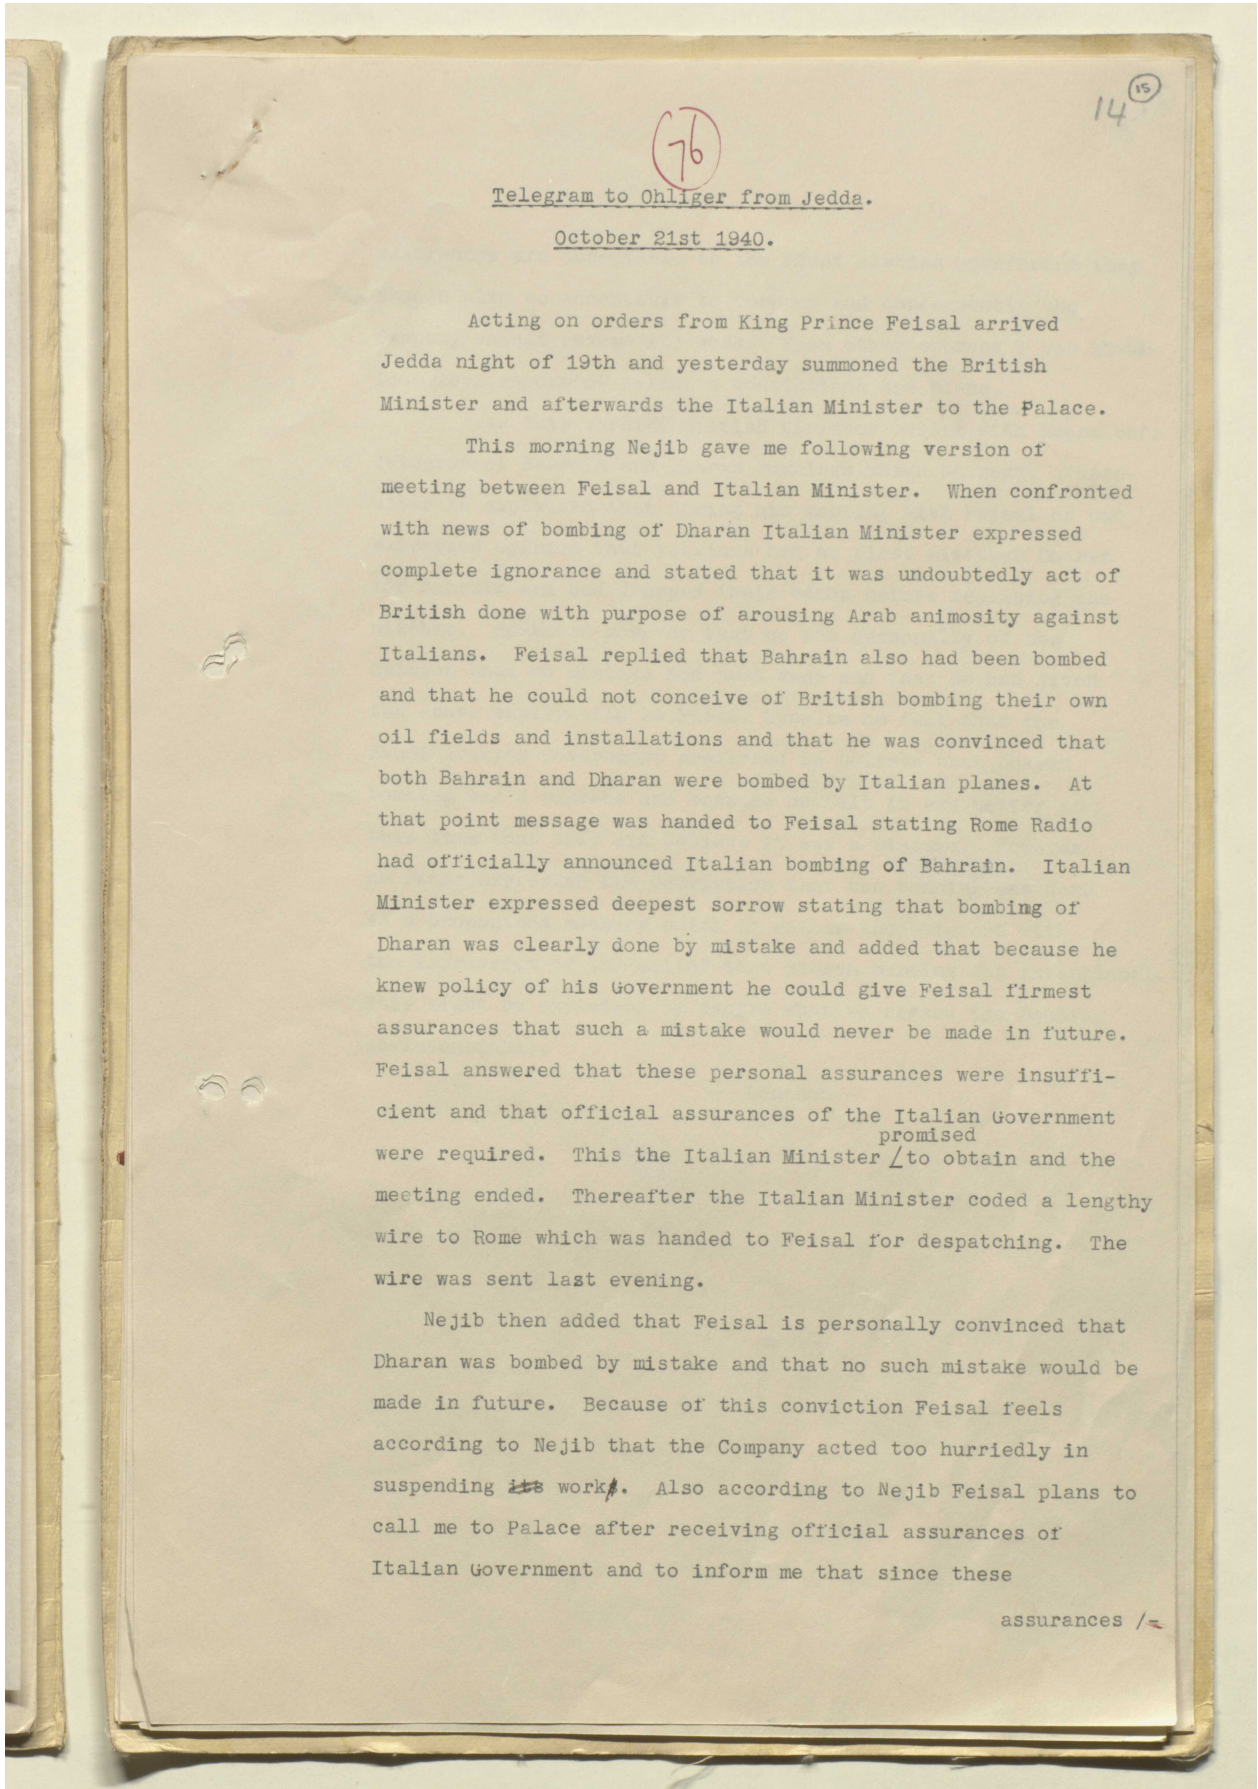 15
14
76
Telegram to Ohliger from Jedda.
October 21st 1940.
Acting on orders from King Prince Feisal arrived
Jedda night of 19th and yesterday summoned the British
Minister and afterwards the Italian Minister to the Palace.
This morning Nejib gave me following version of
meeting between Feisal and Italian Minister. When confronted
with news of bombing of Dharan Italian Minister expressed
complete ignorance and stated that it was undoubtedly act of
British done with purpose of arousing Arab animosity against
Italians. Feisal replied that Bahrain also had been bombed
and that he could not conceive of British bombing their own
oil fields and installations and that he was convinced that
both Bahrain and Dharan were bombed by Italian planes. At
that point message was handed to Feisal stating Rome Radio
had officially announced Italian bombing of Bahrain. Italian
Minister expressed deepest sorrow stating that bombing of
Dharan was clearly done by mistake and added that because he
knew policy of his Government he could give Feisal firmest
assurances that such a mistake would never be made in future.
Feisal answered that these personal assurances were insuffi-
cient and that official assurances of the Italian Government
promised
were required. This the Italian Minister /to obtain and the
meeting ended. Thereafter the Italian Minister coded a lengthy
wire to Rome which was handed to Feisal for despatching. The
wire was sent last evening.
Nejib then added that Feisal is personally convinced that
Dharan was bombed by mistake and that no such mistake would be
made in future. Because of this conviction Feisal feels
according to Nejib that the Company acted too hurriedly in
suspending its work. Also according to Nejib Feisal plans to
call me to Palace after receiving official assurances of
Italian Government and to inform me that since these
assurances /-